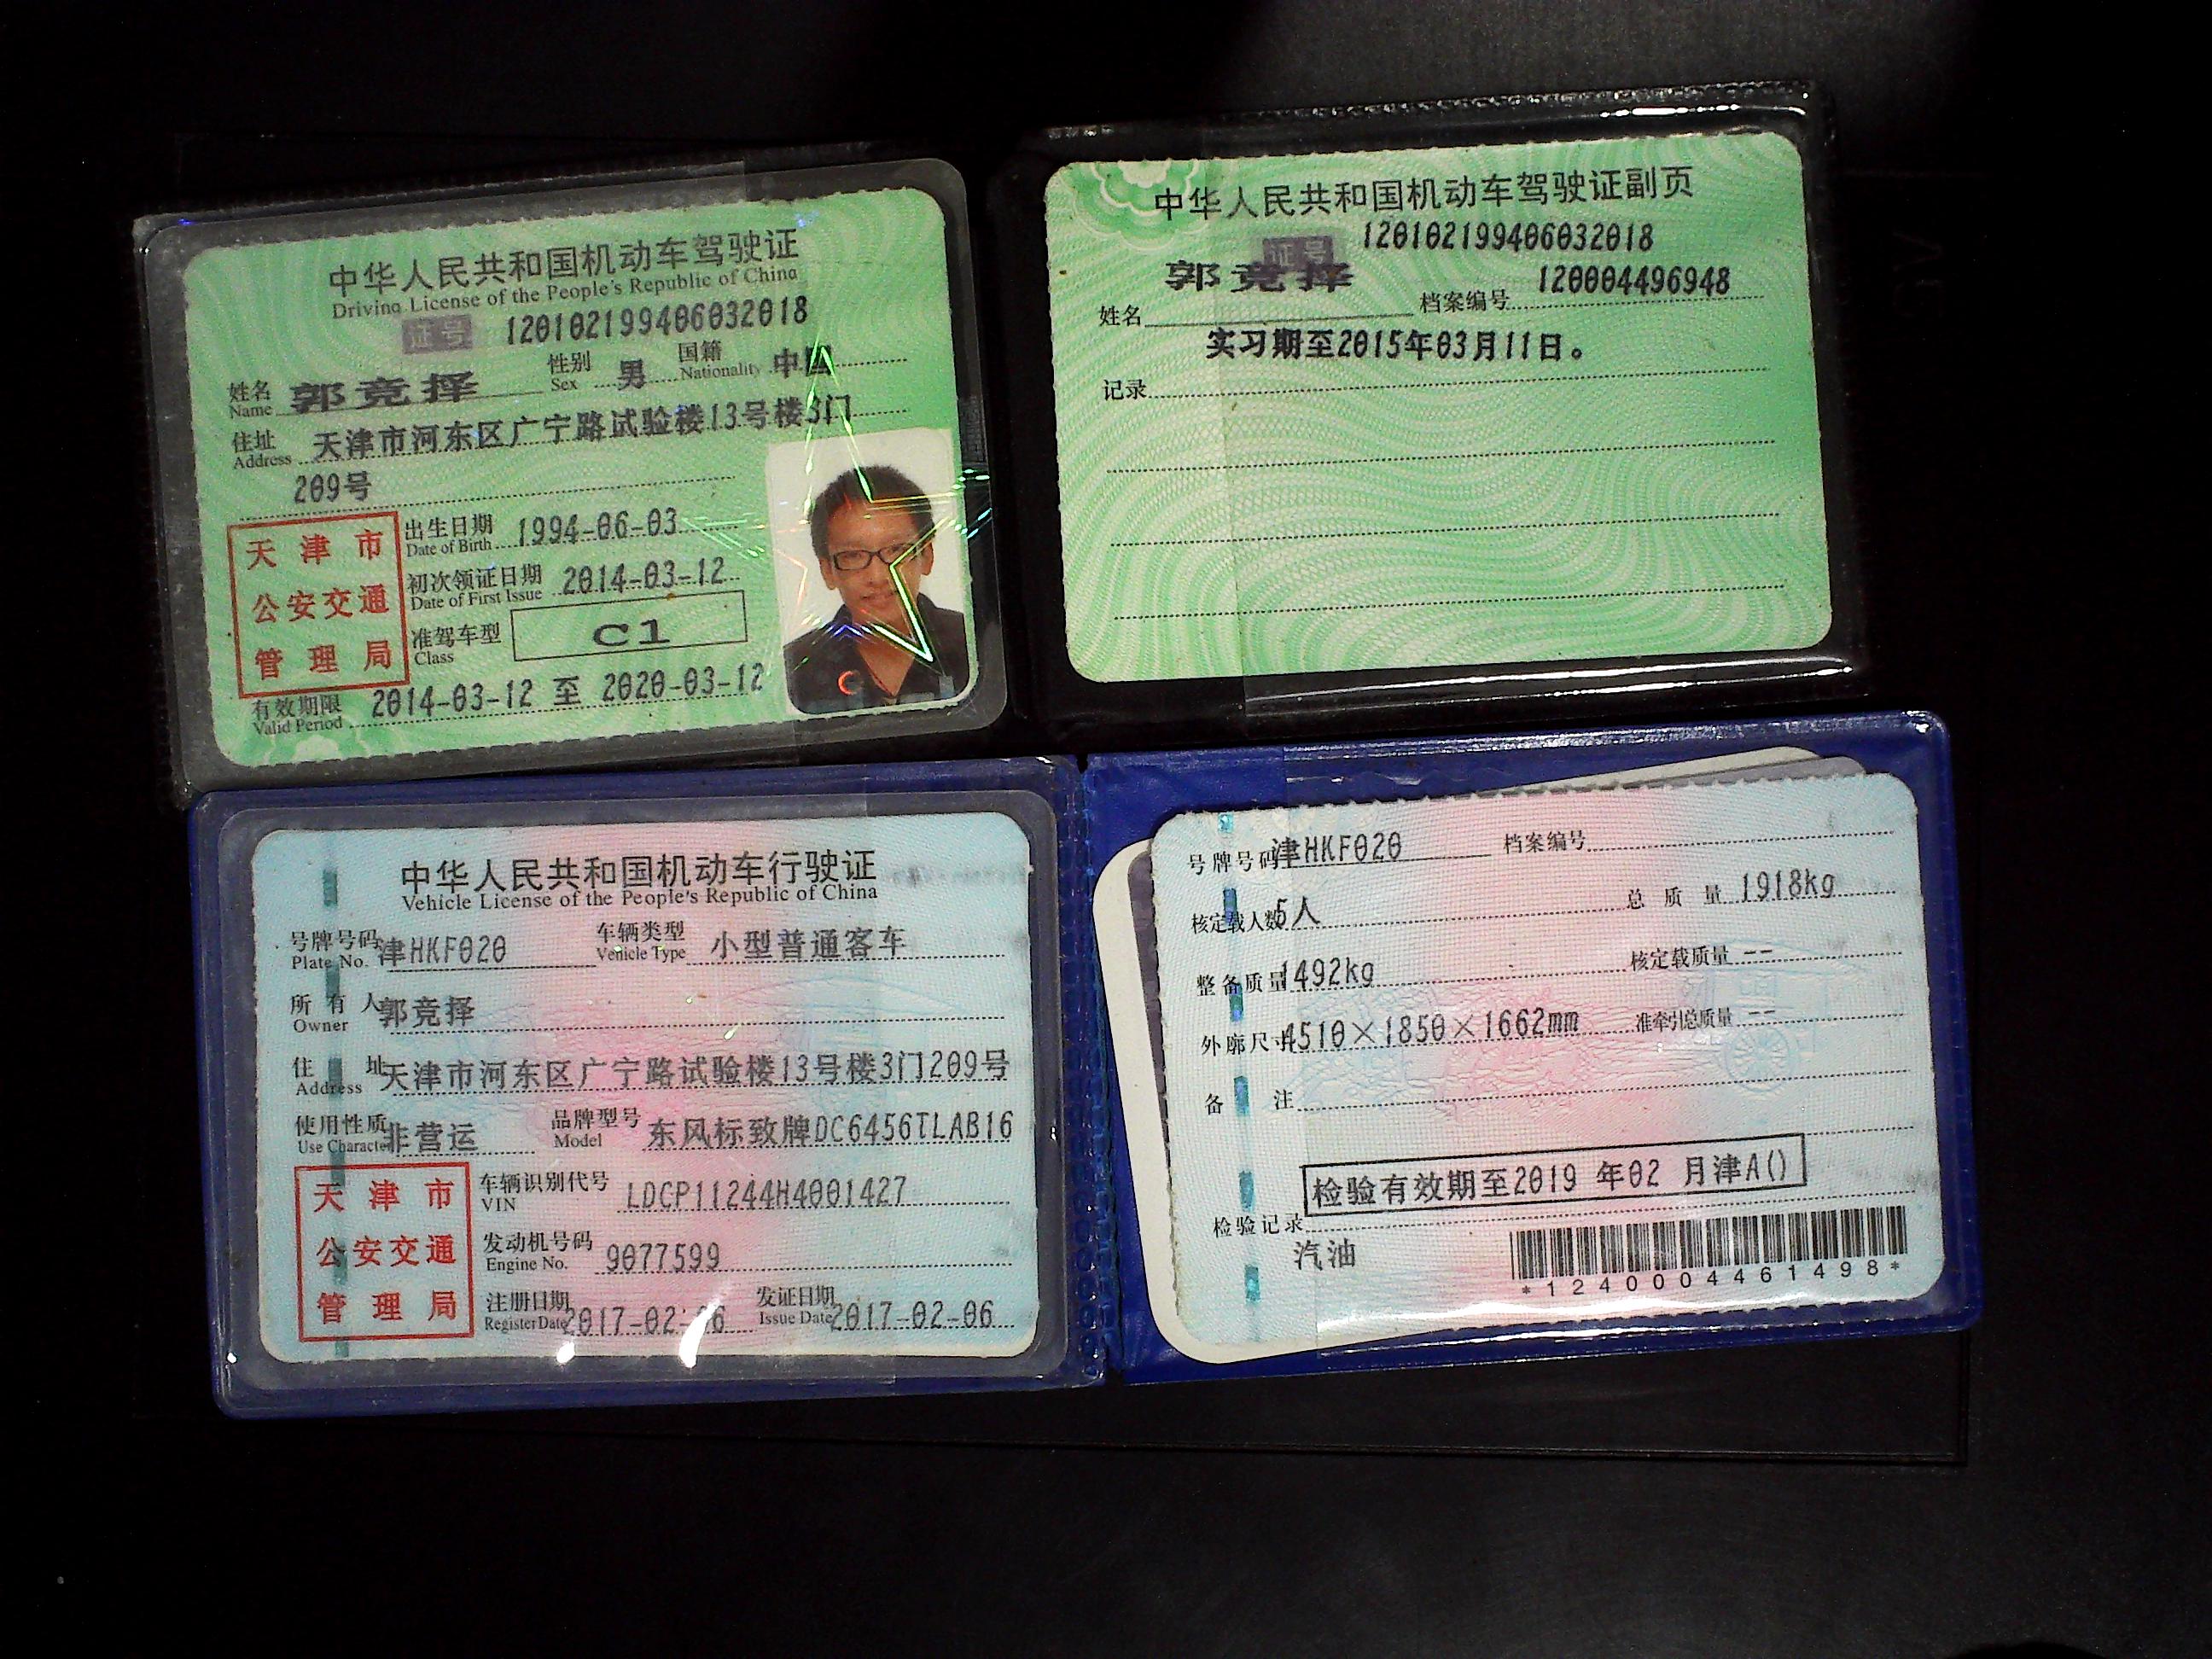 中华人民共和国机动车驾驶证
Driving License of the People's Republic of China
证号 120102199406032018
姓名 郭竞择 性别 男 国籍 中国
Name Sex Nationality
住址 天津市河东区广宁路试验楼13号楼3门
Address
209号
天津市
公安交通
管理局
出生日期 1994-06-03
Date of Birth
初次领证日期 2014-03-12
Date of First Issue
准驾车型 C1
Class
有效期限 2014-03-12 至 2020-03-12
Valid Period
中华人民共和国机动车驾驶证副页
证号 120102199406032018
姓名 郭竞择 档案编号 120004496948
实习期至2015年03月11日。
记录
中华人民共和国机动车行驶证
Vehicle License of the People's Republic of China
号牌号码 津HKF020 车辆类型 小型普通客车
Plate No. Vehicle Type
所有人 郭竞择
Owner
住址 天津市河东区广宁路试验楼13号楼3门209号
Address
使用性质 非营运 品牌型号 东风标致牌DC6456TLAB16
Use Character Model
天津市
公安交通
管理局
车辆识别代号 LDCP11244H4001427
VIN
发动机号码 9077599
Engine No.
注册日期 2017-02-06 发证日期 2017-02-06
Register Date Issue Date
号牌号码 津HKF020 档案编号
核定载人数 5人 总质量 1918kg
整备质量 1492kg 核定载质量 --
外廓尺寸 4510×1850×1662mm 准牵引总质量 --
备注
检验有效期至2019 年02 月津A()
检验记录
汽油
*1240004461498*